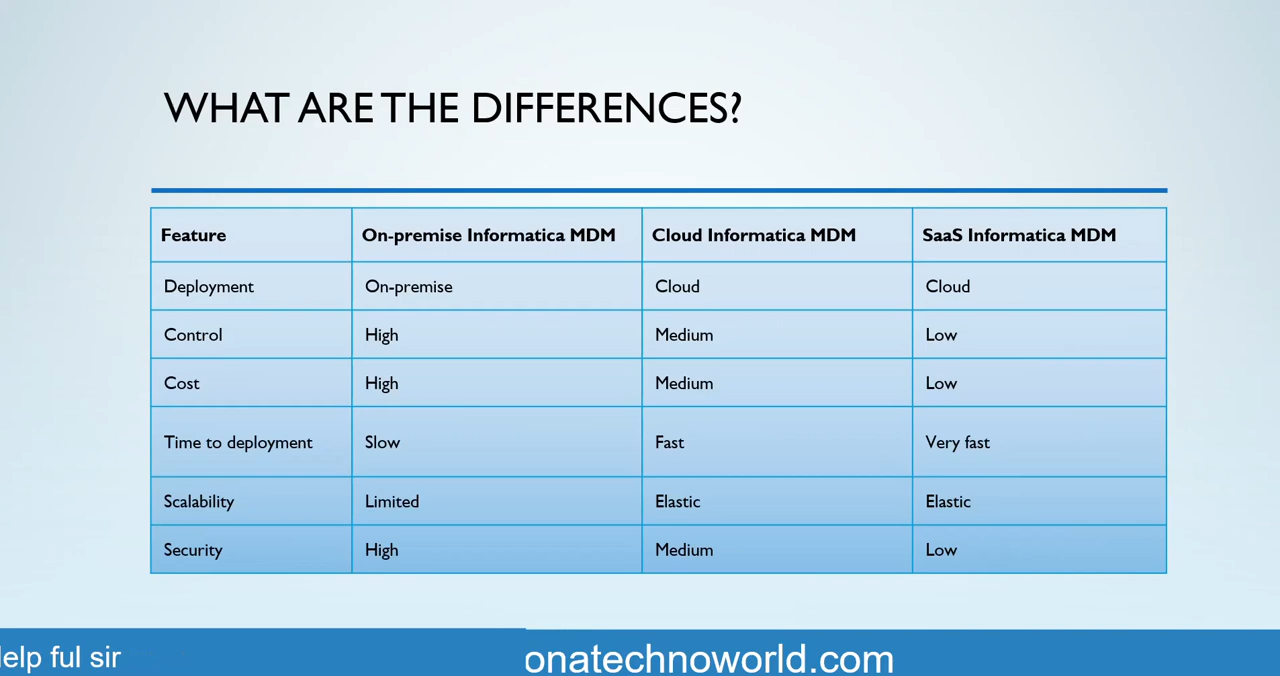 WHAT ARE THE DIFFERENCES?
Feature On-premise Informatica MDM Cloud Informatica MDM SaaS Informatica MDM
Deployment On-premise Cloud Cloud
Control High Medium Low
Cost High Medium Low
Time to deployment Slow Fast Very fast
Scalability Limited Elastic Elastic
Security High Medium Low
ful sir onatechnoworld.com